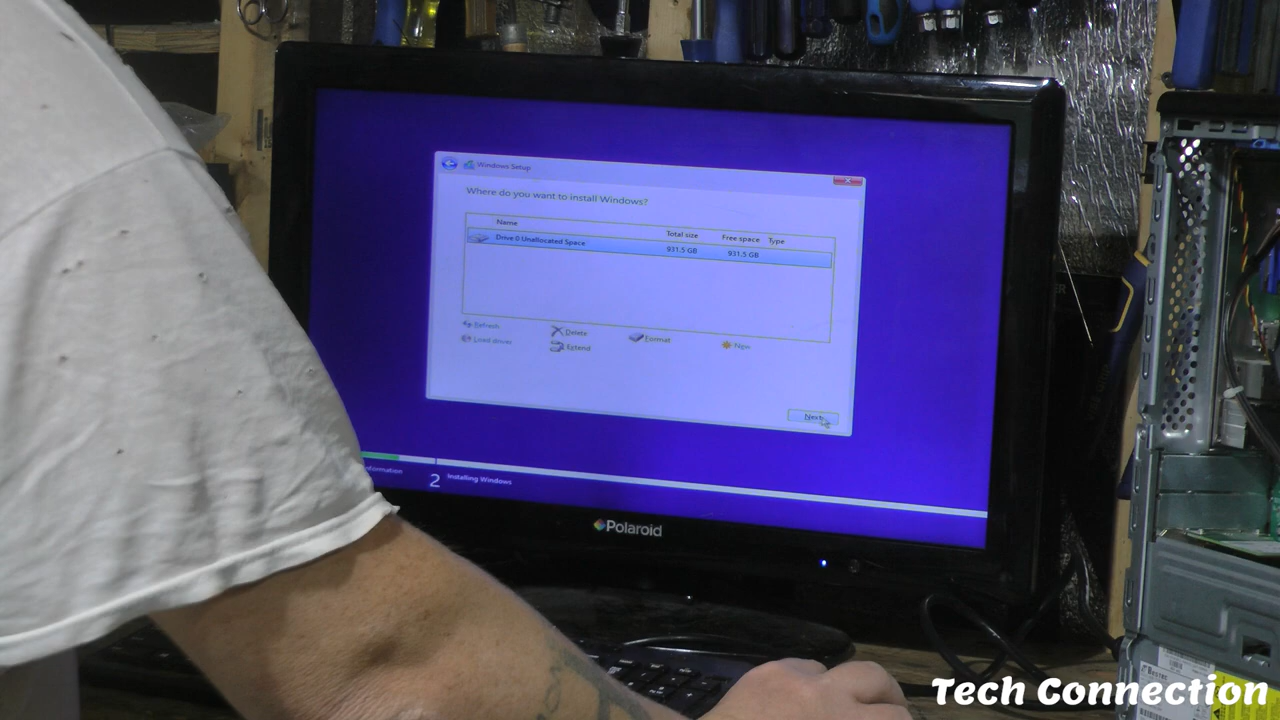 Windows Setup
Where do you want to install Windows?
Name Total size Free space Type
Drive 0 Unallocated Space 931.5 GB 931.5 GB
Refresh Delete Format New
Load driver Extend
Next
2 Installing Windows
Polaroid
Tech Connection